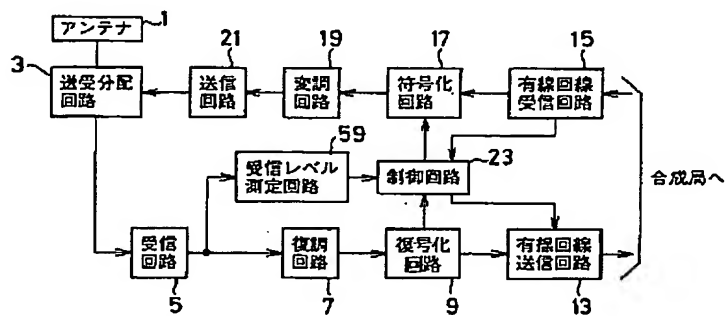 アンテナ
1
3
送受分配
回路
21
送信
回路
19
変調
回路
17
符号化
回路
15
有線回線
受信回路
59
受信レベル
測定回路
23
制御回路
合成局へ
受信
回路
5
復調
回路
7
復号化
回路
9
有線回線
送信回路
13